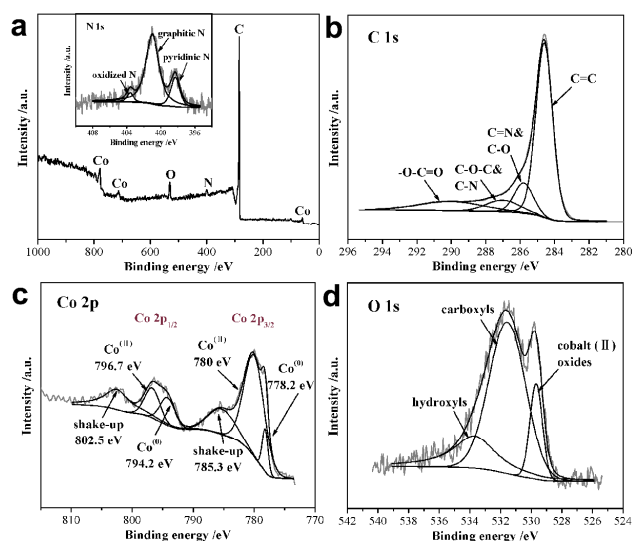 a
N 1s
graphitic N
pyridinic N
oxidized N
Intensity /a.u.
408 404 400 396
Binding energy /eV
C
Co
Co
O
N
Co
Intensity /a.u.
1000 800 600 400 200 0
Binding energy /eV
b
C 1s
C=C
C=N&
C-O
C-O-C&
C-N
-O-C=O
Intensity /a.u.
296 294 292 290 288 286 284 282 280
Binding energy /eV
c
Co 2p
Co 2p1/2
Co 2p3/2
Co(II)
796.7 eV
Co(II)
780 eV
Co(0)
778.2 eV
shake-up
802.5 eV
Co(0)
794.2 eV
shake-up
785.3 eV
Intensity /a.u.
810 800 790 780 770
Binding energy /eV
d
O 1s
carboxyls
cobalt (II)
oxides
hydroxyls
Intensity /a.u.
542 540 538 536 534 532 530 528 526 524
Binding energy /eV